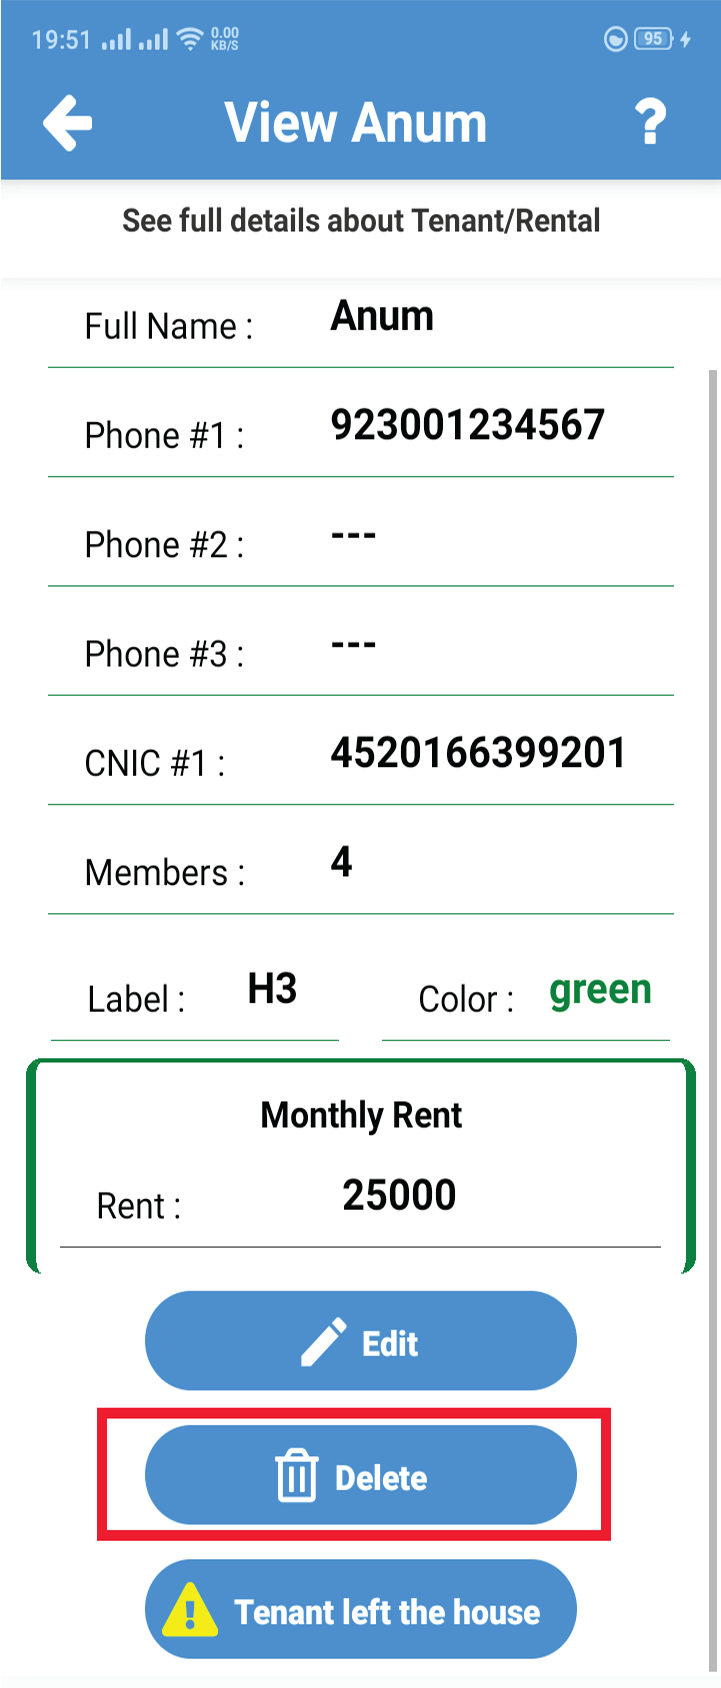 19:51 0.00 KB/S 95
View Anum ?
See full details about Tenant/Rental
Full Name : Anum
Phone #1 : 923001234567
Phone #2 : ---
Phone #3 : ---
CNIC #1 : 4520166399201
Members : 4
Label : H3 Color : green
Monthly Rent
Rent : 25000
Edit
Delete
Tenant left the house